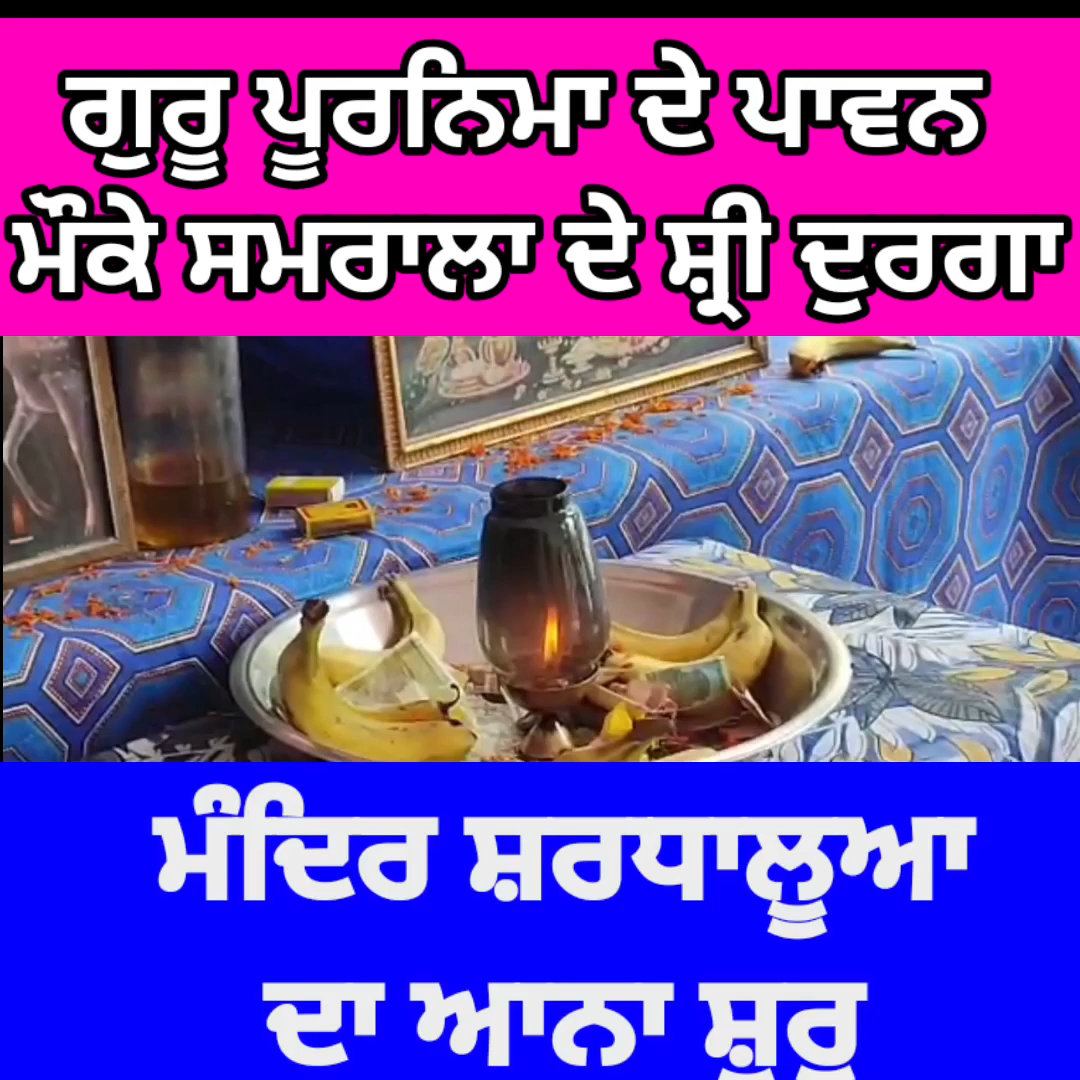 ਗੁਰੂ ਪੂਰਨਿਮਾ ਦੇ ਪਾਵਨ
ਮੌਕੇ ਸਮਰਾਲਾ ਦੇ ਸ਼੍ਰੀ ਦੁਰਗਾ
ਮੰਦਿਰ ਸ਼ਰਧਾਲੂਆ
ਦਾ ਆਨਾ ਸ਼ੁਰੂ